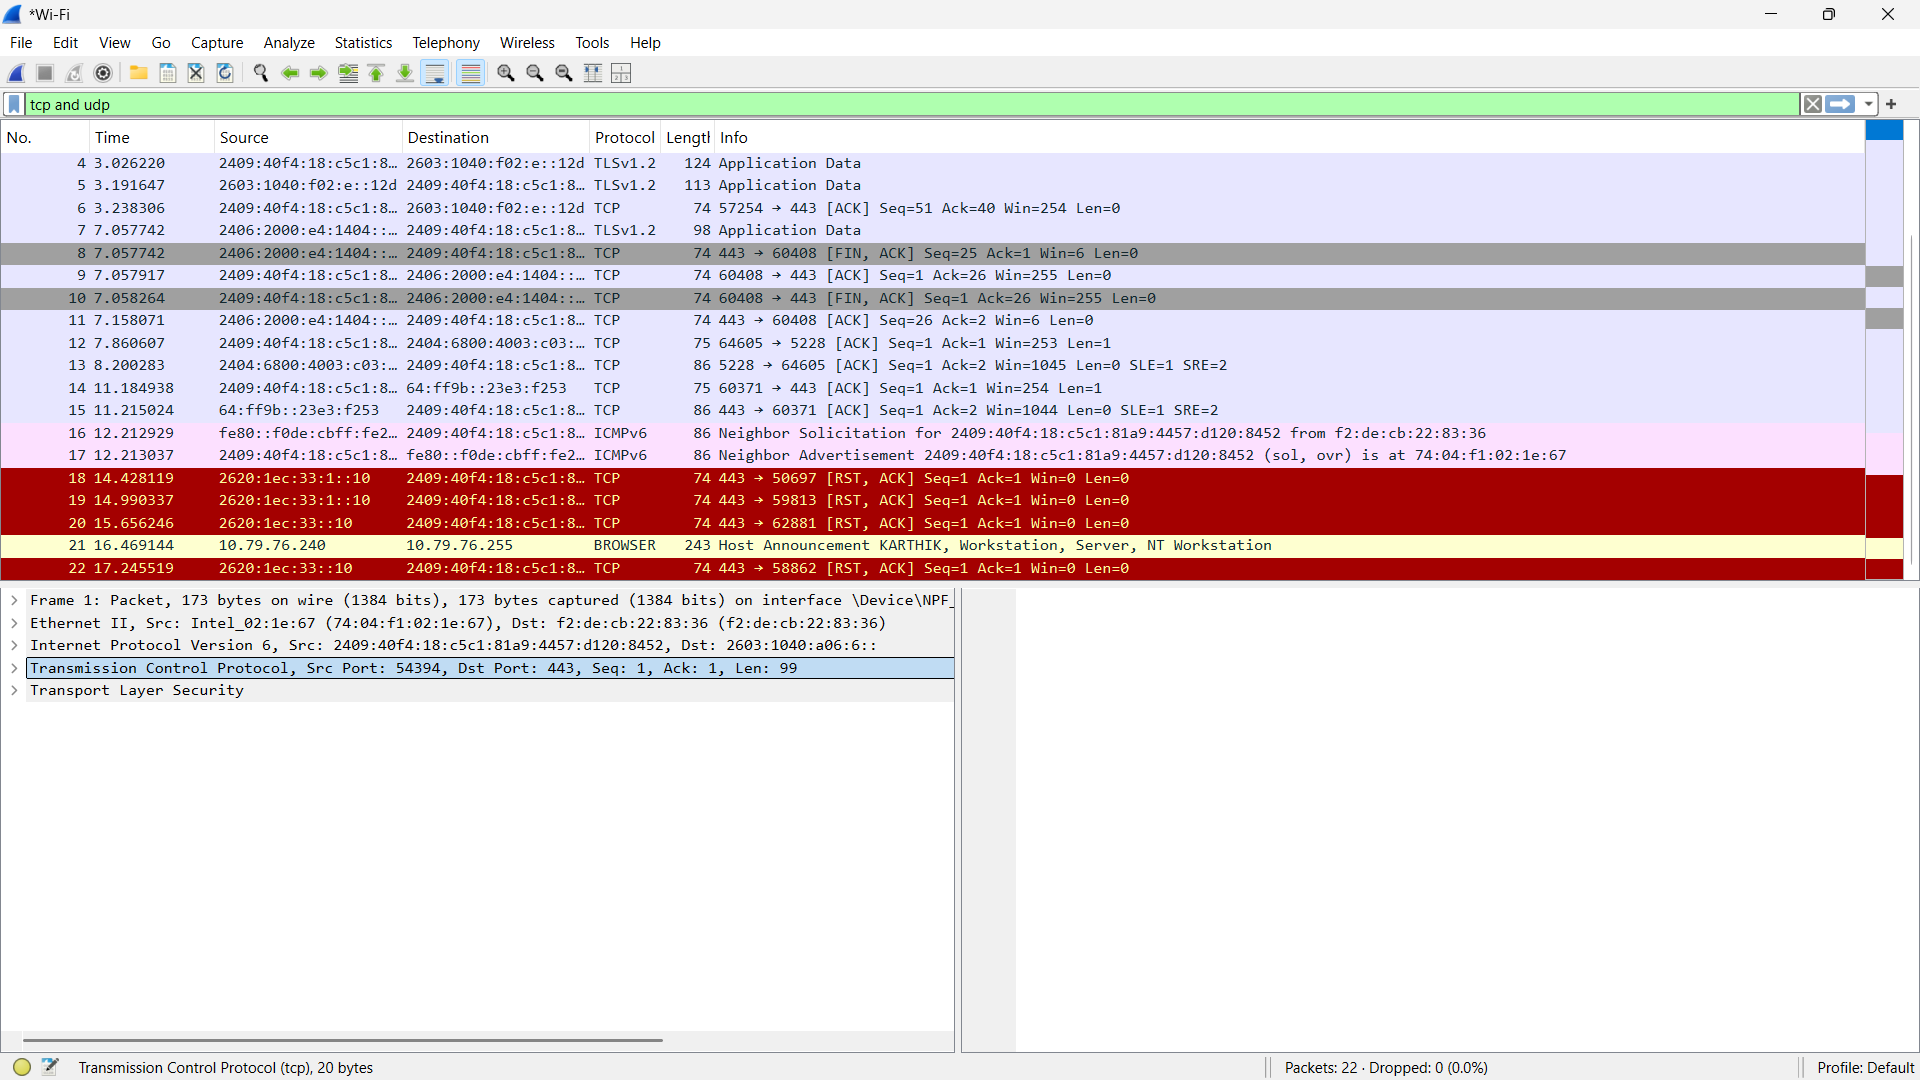 *Wi-Fi
File Edit View Go Capture Analyze Statistics Telephony Wireless Tools Help
tcp and udp
No. Time Source Destination Protocol Length Info
4 3.026220 2409:40f4:18:c5c1:8… 2603:1040:f02:e::12d TLSv1.2 124 Application Data
5 3.191647 2603:1040:f02:e::12d 2409:40f4:18:c5c1:8… TLSv1.2 113 Application Data
6 3.238306 2409:40f4:18:c5c1:8… 2603:1040:f02:e::12d TCP 74 57254 → 443 [ACK] Seq=51 Ack=40 Win=254 Len=0
7 7.057742 2406:2000:e4:1404::… 2409:40f4:18:c5c1:8… TLSv1.2 98 Application Data
8 7.057742 2406:2000:e4:1404::… 2409:40f4:18:c5c1:8… TCP 74 443 → 60408 [FIN, ACK] Seq=25 Ack=1 Win=6 Len=0
9 7.057917 2409:40f4:18:c5c1:8… 2406:2000:e4:1404::… TCP 74 60408 → 443 [ACK] Seq=1 Ack=26 Win=255 Len=0
10 7.058264 2409:40f4:18:c5c1:8… 2406:2000:e4:1404::… TCP 74 60408 → 443 [FIN, ACK] Seq=1 Ack=26 Win=255 Len=0
11 7.158071 2406:2000:e4:1404::… 2409:40f4:18:c5c1:8… TCP 74 443 → 60408 [ACK] Seq=26 Ack=2 Win=6 Len=0
12 7.860607 2409:40f4:18:c5c1:8… 2404:6800:4003:c03:… TCP 75 64605 → 5228 [ACK] Seq=1 Ack=1 Win=253 Len=1
13 8.200283 2404:6800:4003:c03:… 2409:40f4:18:c5c1:8… TCP 86 5228 → 64605 [ACK] Seq=1 Ack=2 Win=1045 Len=0 SLE=1 SRE=2
14 11.184938 2409:40f4:18:c5c1:8… 64:ff9b::23e3:f253 TCP 75 60371 → 443 [ACK] Seq=1 Ack=1 Win=254 Len=1
15 11.215024 64:ff9b::23e3:f253 2409:40f4:18:c5c1:8… TCP 86 443 → 60371 [ACK] Seq=1 Ack=2 Win=1044 Len=0 SLE=1 SRE=2
16 12.212929 fe80::f0de:cbff:fe2… 2409:40f4:18:c5c1:8… ICMPv6 86 Neighbor Solicitation for 2409:40f4:18:c5c1:81a9:4457:d120:8452 from f2:de:cb:22:83:36
17 12.213037 2409:40f4:18:c5c1:8… fe80::f0de:cbff:fe2… ICMPv6 86 Neighbor Advertisement 2409:40f4:18:c5c1:81a9:4457:d120:8452 (sol, ovr) is at 74:04:f1:02:1e:67
18 14.428119 2620:1ec:33:1::10 2409:40f4:18:c5c1:8… TCP 74 443 → 50697 [RST, ACK] Seq=1 Ack=1 Win=0 Len=0
19 14.990337 2620:1ec:33:1::10 2409:40f4:18:c5c1:8… TCP 74 443 → 59813 [RST, ACK] Seq=1 Ack=1 Win=0 Len=0
20 15.656246 2620:1ec:33::10 2409:40f4:18:c5c1:8… TCP 74 443 → 62881 [RST, ACK] Seq=1 Ack=1 Win=0 Len=0
21 16.469144 10.79.76.240 10.79.76.255 BROWSER 243 Host Announcement KARTHIK, Workstation, Server, NT Workstation
22 17.245519 2620:1ec:33::10 2409:40f4:18:c5c1:8… TCP 74 443 → 58862 [RST, ACK] Seq=1 Ack=1 Win=0 Len=0
Frame 1: Packet, 173 bytes on wire (1384 bits), 173 bytes captured (1384 bits) on interface \Device\NPF_
Ethernet II, Src: Intel_02:1e:67 (74:04:f1:02:1e:67), Dst: f2:de:cb:22:83:36 (f2:de:cb:22:83:36)
Internet Protocol Version 6, Src: 2409:40f4:18:c5c1:81a9:4457:d120:8452, Dst: 2603:1040:a06:6::
Transmission Control Protocol, Src Port: 54394, Dst Port: 443, Seq: 1, Ack: 1, Len: 99
Transport Layer Security
Transmission Control Protocol (tcp), 20 bytes
Packets: 22 · Dropped: 0 (0.0%)
Profile: Default